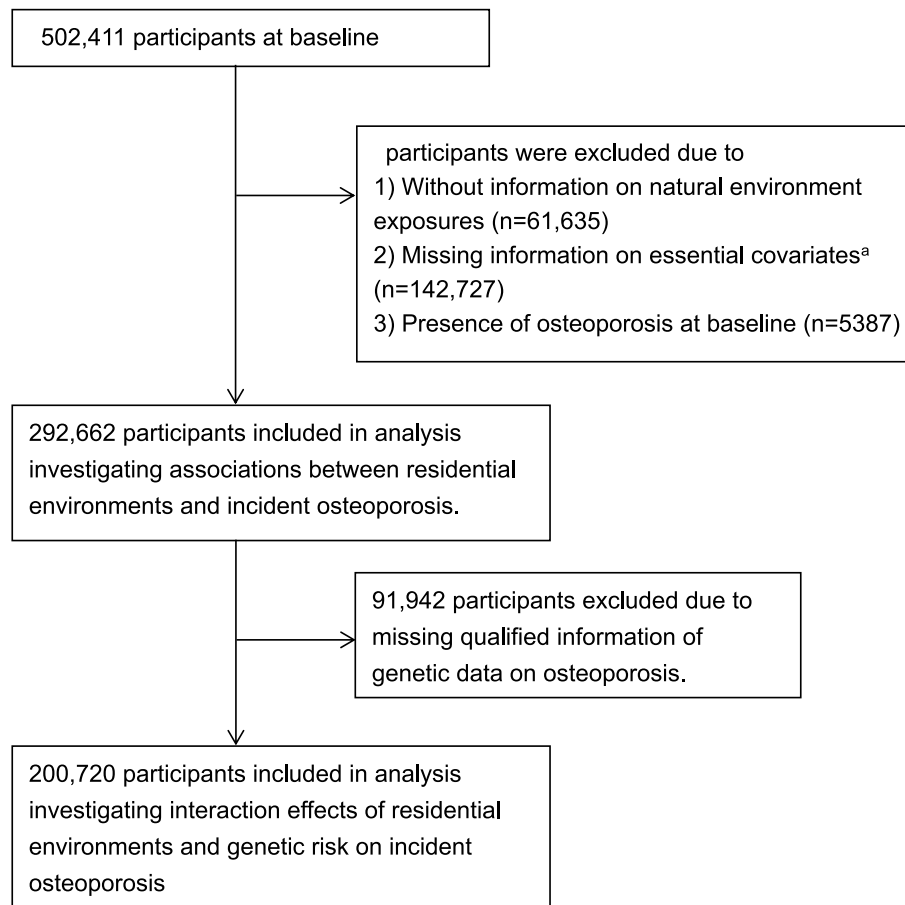 502,411 participants at baseline
participants were excluded due to
1) Without information on natural environment
exposures (n=61,635)
2) Missing information on essential covariatesᵃ
(n=142,727)
3) Presence of osteoporosis at baseline (n=5387)
292,662 participants included in analysis
investigating associations between residential
environments and incident osteoporosis.
91,942 participants excluded due to
missing qualified information of
genetic data on osteoporosis.
200,720 participants included in analysis
investigating interaction effects of residential
environments and genetic risk on incident
osteoporosis